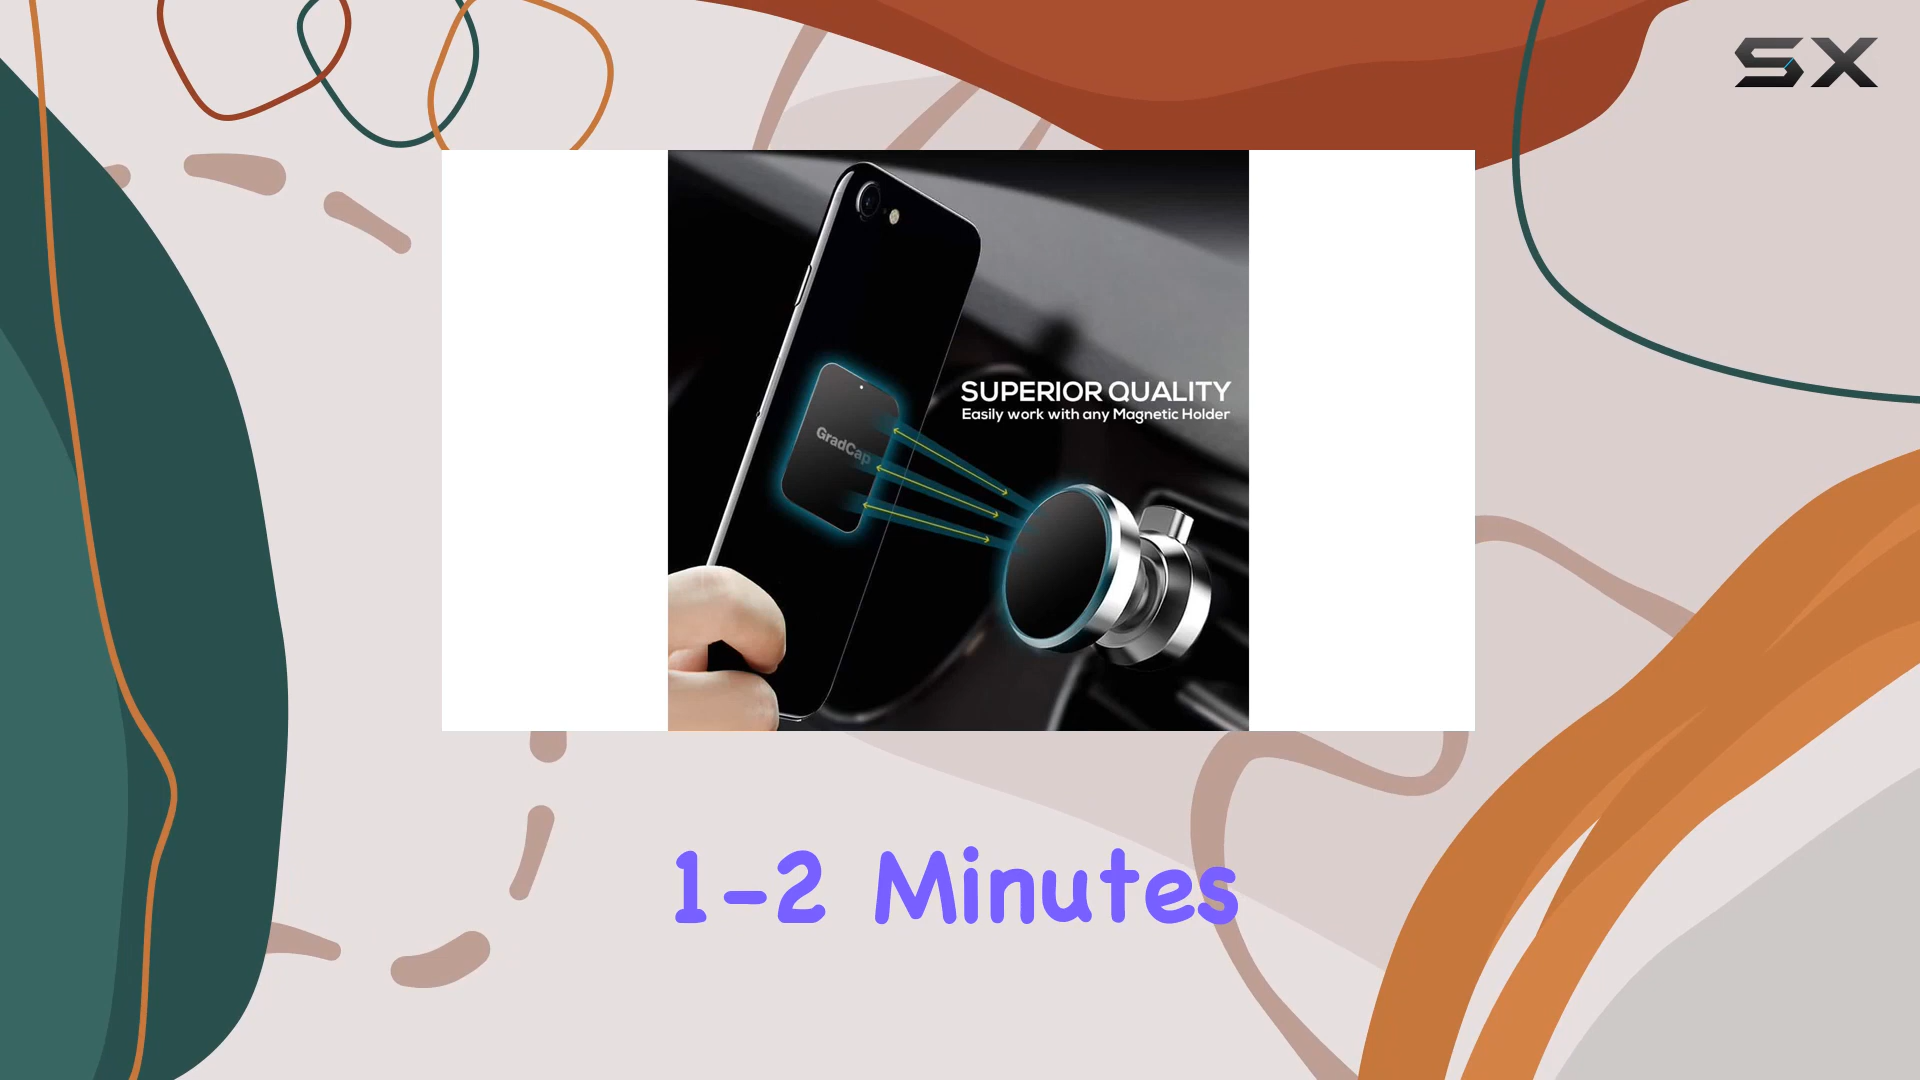 SX
SUPERIOR QUALITY
Easily work with any Magnetic Holder
GradCap
1-2 Minutes